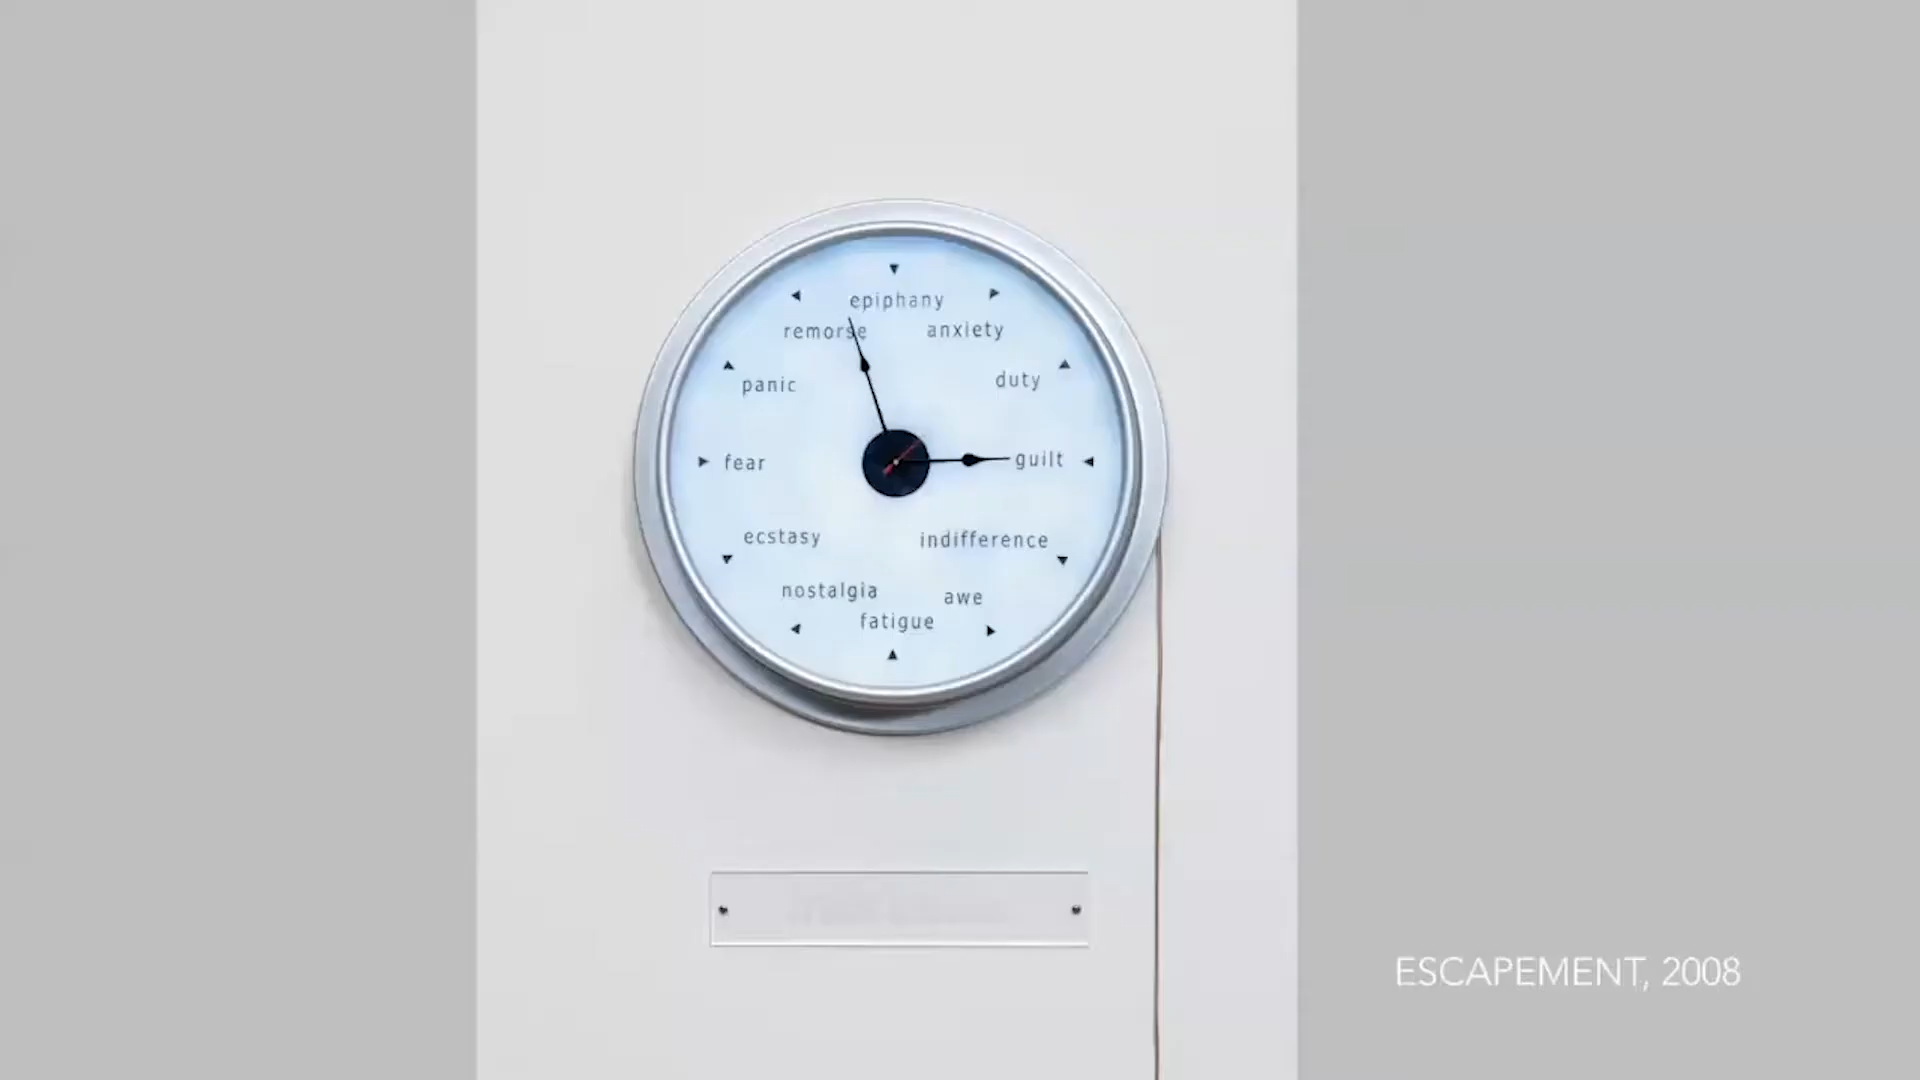 epiphany
remorse
anxiety
panic
duty
fear
guilt
ecstasy
indifference
nostalgia
awe
fatigue
ESCAPEMENT, 2008